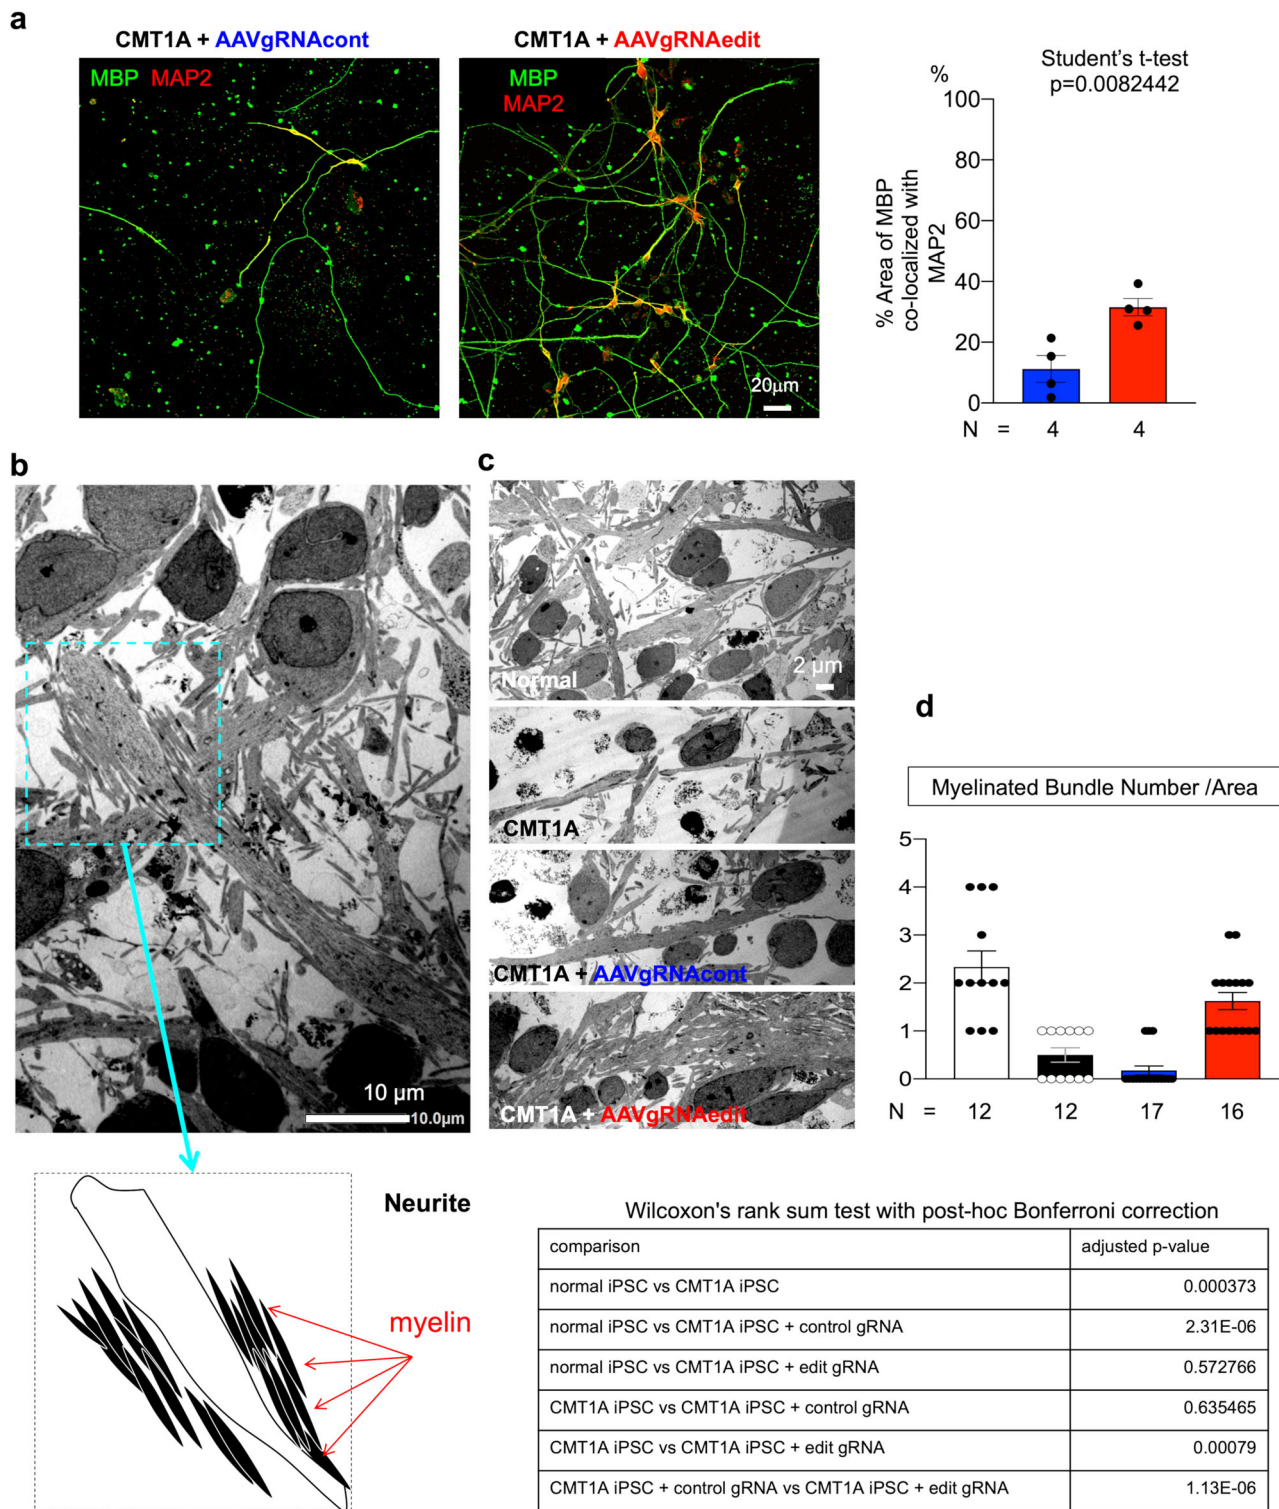 a
CMT1A + AAVgRNAcont
CMT1A + AAVgRNAedit
MBP MAP2
MBP
MAP2
20μm
Student's t-test
p=0.0082442
%
100
80
60
40
20
0
% Area of MBP
co-localized with
MAP2
N = 4 4
b
10 μm
10.0μm
c
Normal
2 μm
CMT1A
CMT1A + AAVgRNAcont
CMT1A + AAVgRNAedit
d
Myelinated Bundle Number /Area
5
4
3
2
1
0
N = 12 12 17 16
Neurite
myelin
Wilcoxon's rank sum test with post-hoc Bonferroni correction
comparison adjusted p-value
normal iPSC vs CMT1A iPSC 0.000373
normal iPSC vs CMT1A iPSC + control gRNA 2.31E-06
normal iPSC vs CMT1A iPSC + edit gRNA 0.572766
CMT1A iPSC vs CMT1A iPSC + control gRNA 0.635465
CMT1A iPSC vs CMT1A iPSC + edit gRNA 0.00079
CMT1A iPSC + control gRNA vs CMT1A iPSC + edit gRNA 1.13E-06